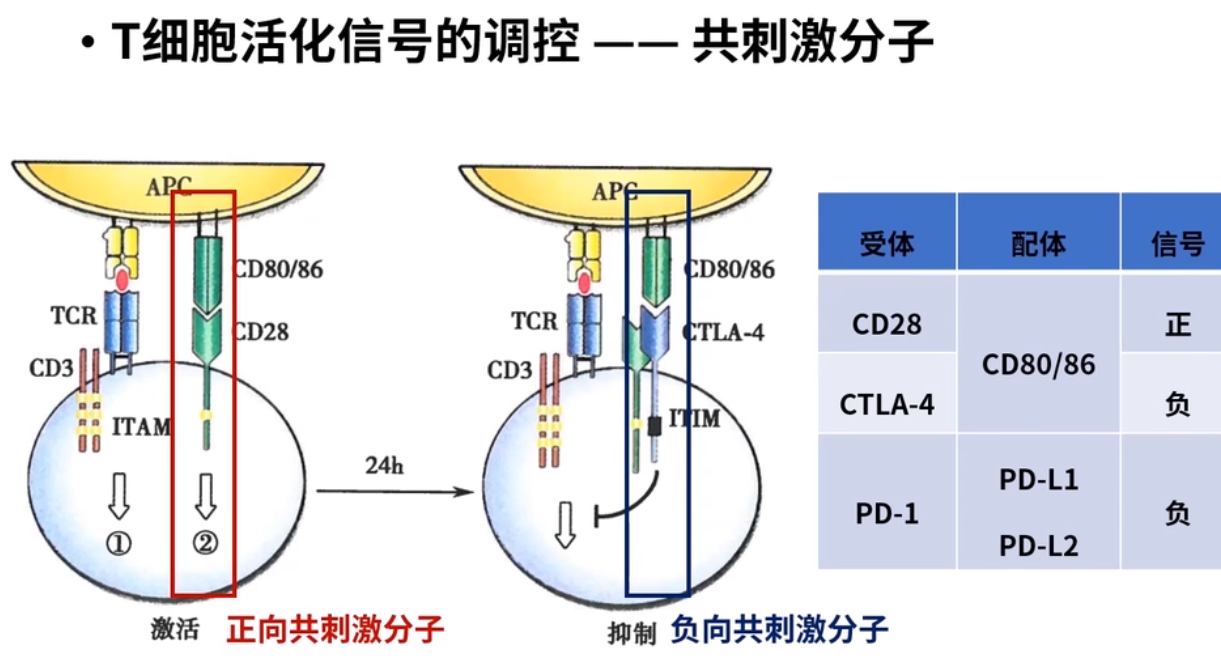 • T细胞活化信号的调控 —— 共刺激分子
APC
CD80/86
TCR
CD28
CD3
ITAM
①
②
激活
正向共刺激分子
24h
APC
CD80/86
TCR
CTLA-4
CD3
ITIM
抑制
负向共刺激分子
受体 配体 信号
CD28 CD80/86 正
CTLA-4 负
PD-1 PD-L1 负
PD-L2